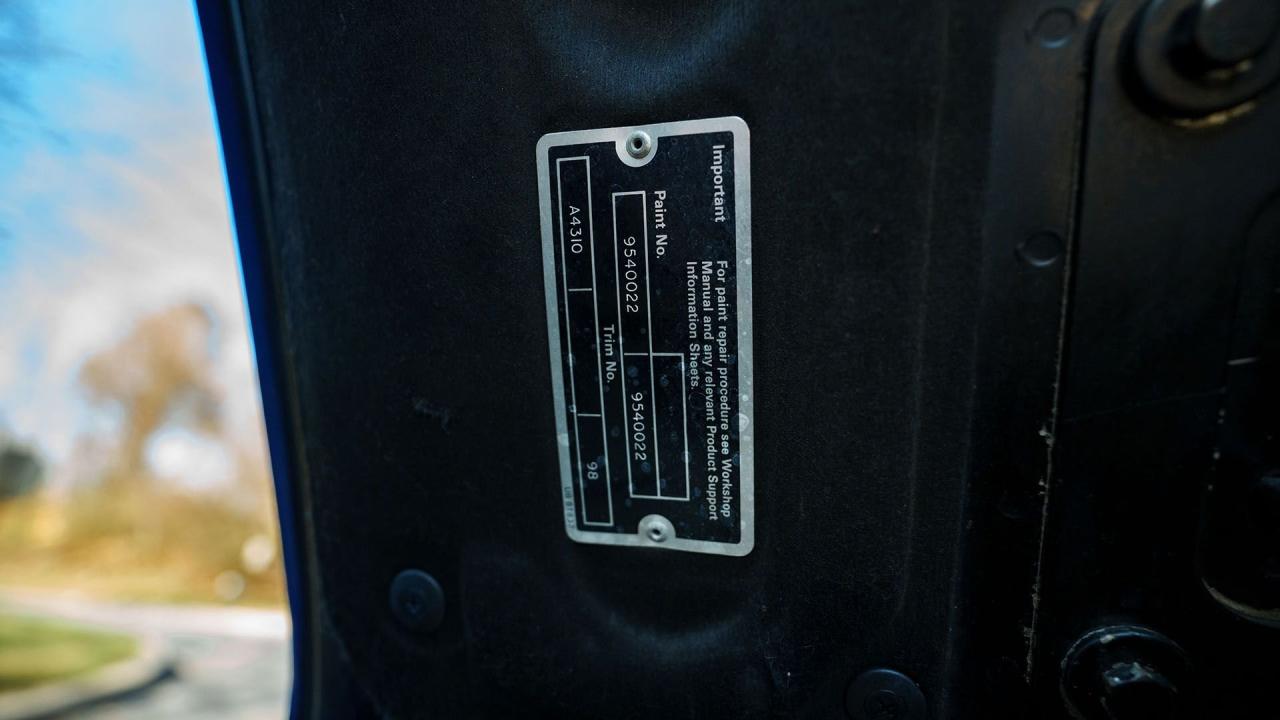 Important
For paint repair procedure see Workshop
Manual and any relevant Product Support
Information Sheets.
Paint No.
9540022 9540022
Trim No.
A4310 98